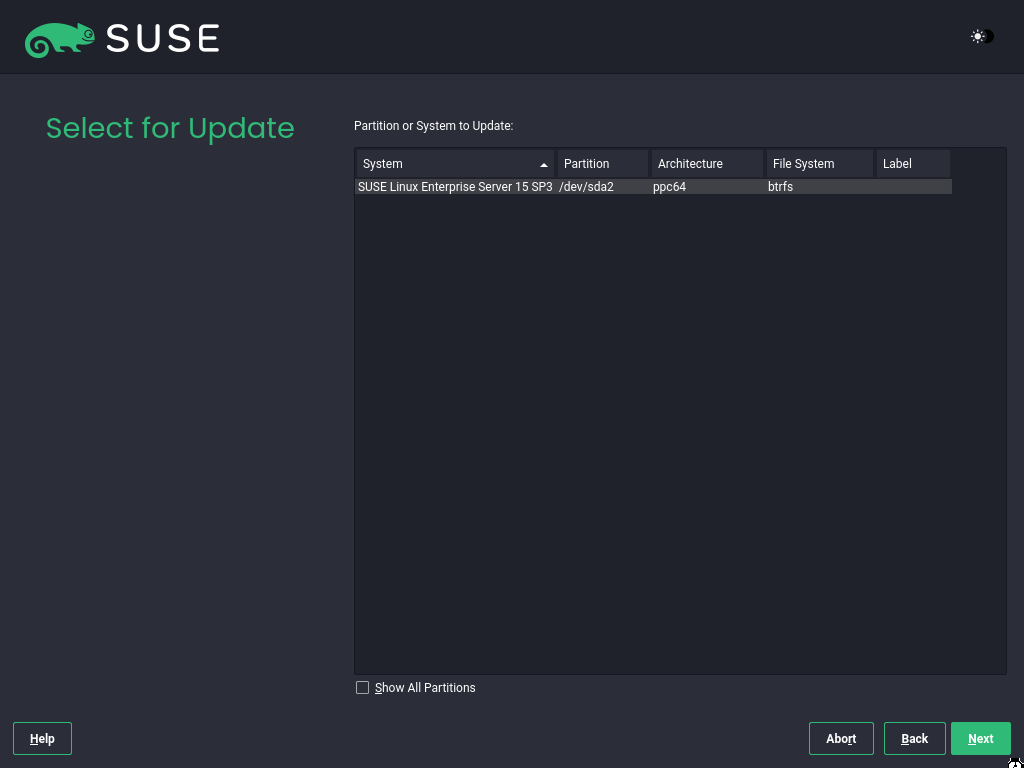 SUSE
Select for Update
Partition or System to Update:
System Partition Architecture File System Label
SUSE Linux Enterprise Server 15 SP3 /dev/sda2 ppc64 btrfs
Show All Partitions
Help Abort Back Next